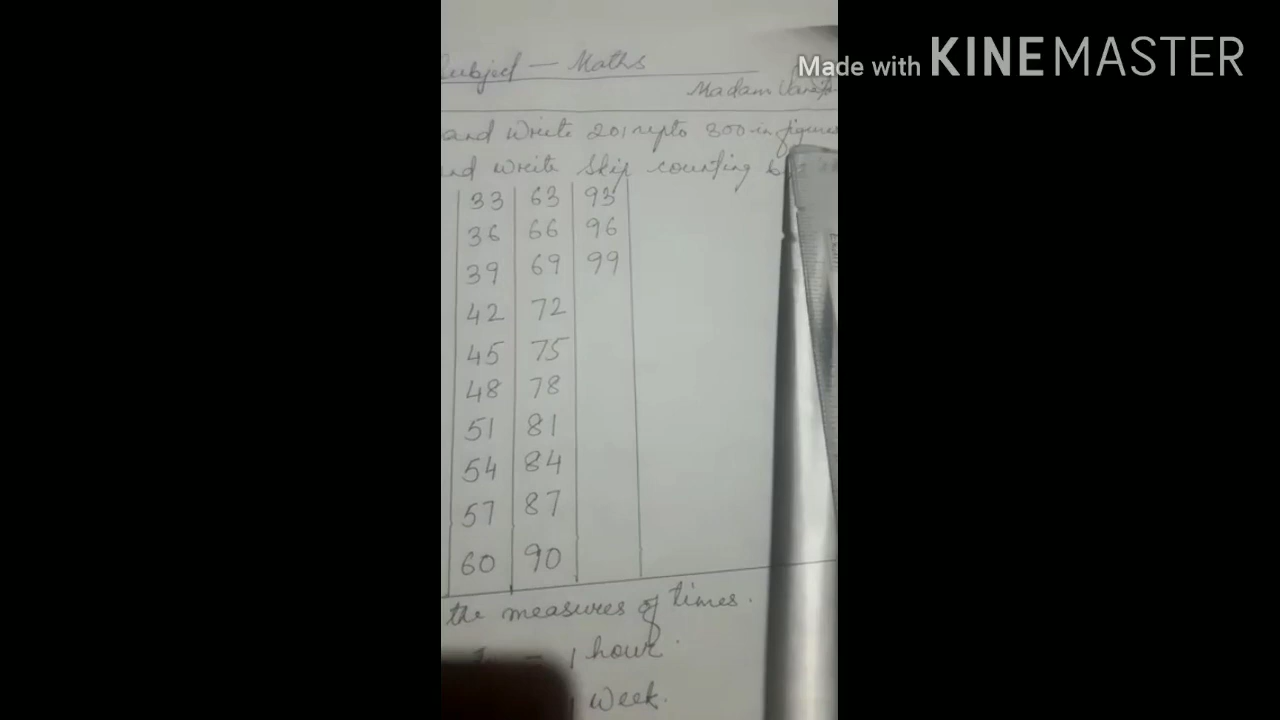 Made with KINEMASTER
Subject — Maths
Madam
and Write 201 upto 300 in figures
and write skip counting by
33 63 93
36 66 96
39 69 99
42 72
45 75
48 78
51 81
54 84
57 87
60 90
the measures of times.
— 1 hour.
1 week.